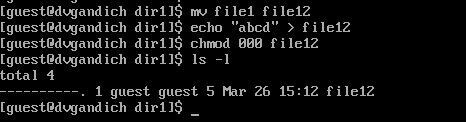 [guest@dvgandich dir1]$ mv file1 file12
[guest@dvgandich dir1]$ echo "abcd" > file12
[guest@dvgandich dir1]$ chmod 000 file12
[guest@dvgandich dir1]$ ls -l
total 4
----------. 1 guest guest 5 Mar 26 15:12 file12
[guest@dvgandich dir1]$ _